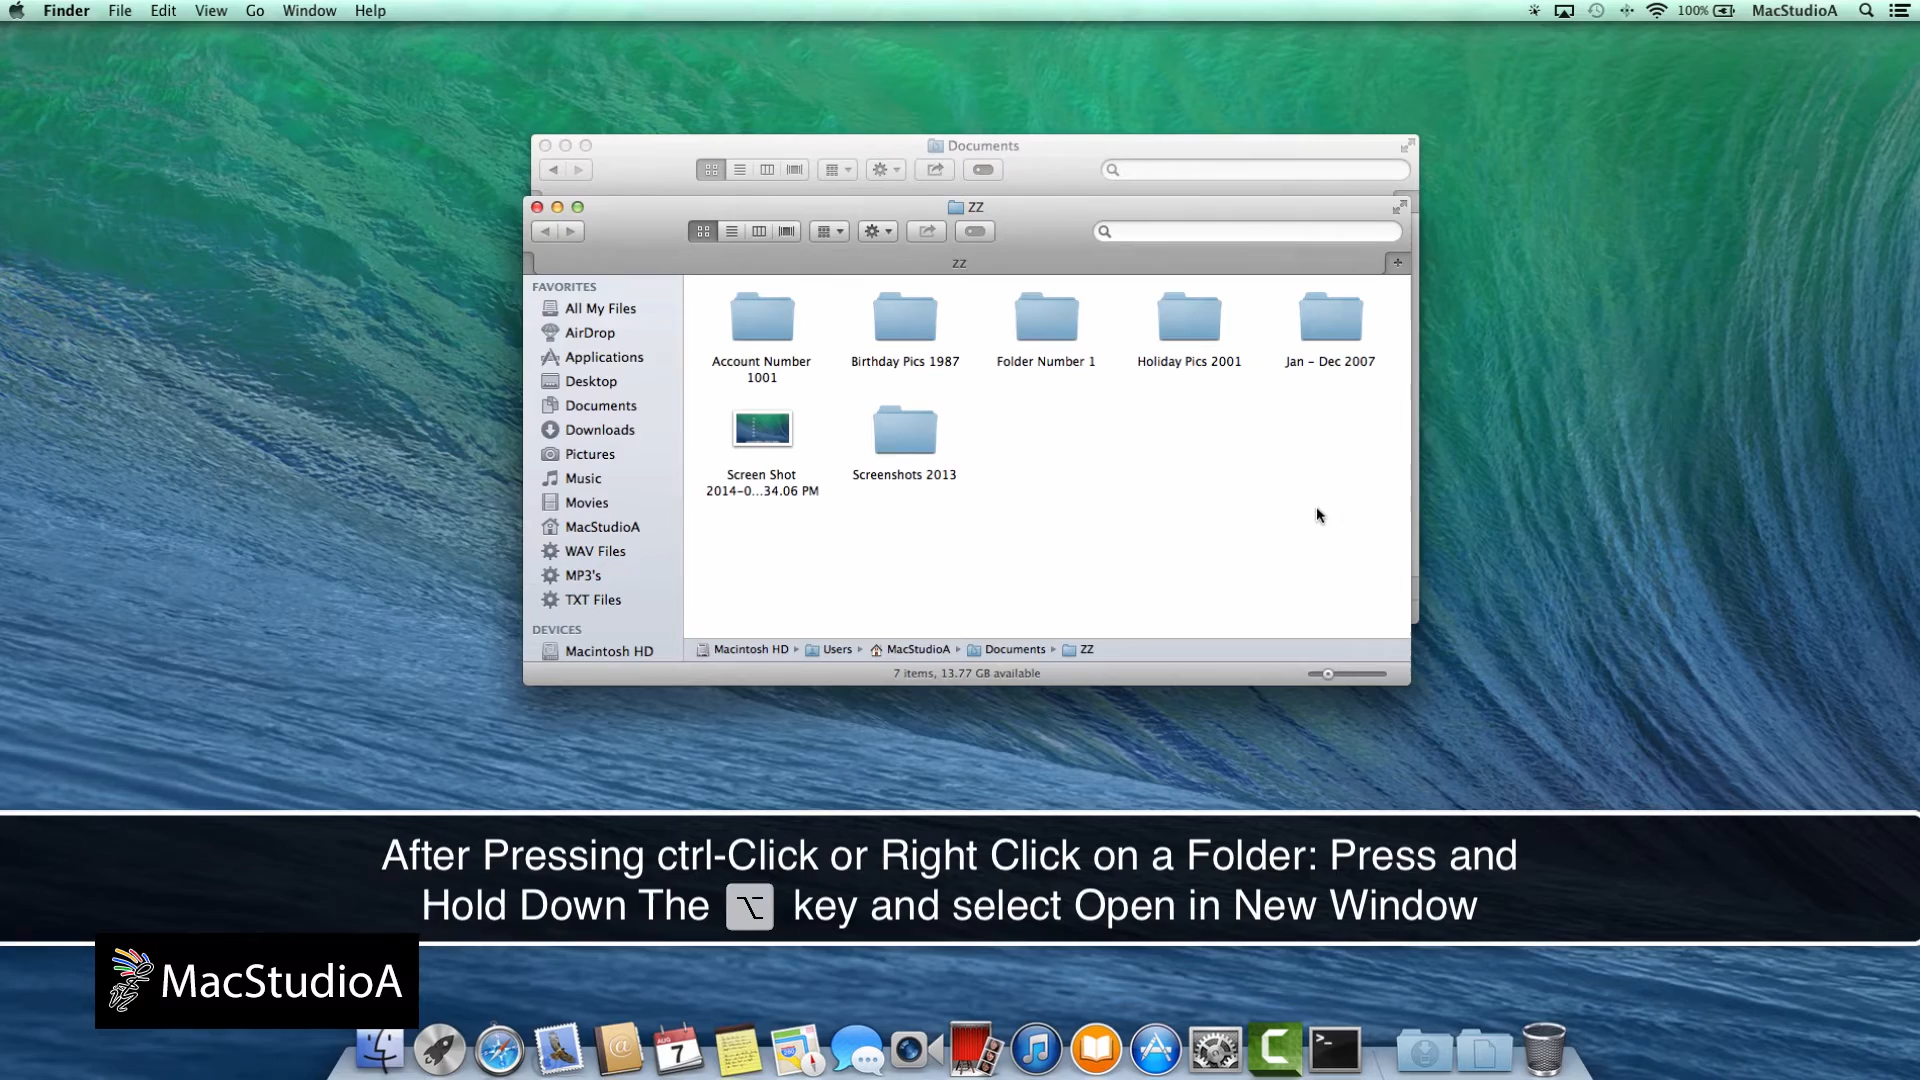 Finder File Edit View Go Window Help
100% MacStudioA
Documents
ZZ
ZZ
FAVORITES
All My Files
AirDrop
Applications
Desktop
Documents
Downloads
Pictures
Music
Movies
MacStudioA
WAV Files
MP3's
TXT Files
DEVICES
Macintosh HD
Account Number
1001
Birthday Pics 1987
Folder Number 1
Holiday Pics 2001
Jan - Dec 2007
Screen Shot
2014-0...34.06 PM
Screenshots 2013
Macintosh HD Users MacStudioA Documents ZZ
7 items, 13.77 GB available
After Pressing ctrl-Click or Right Click on a Folder: Press and
Hold Down The ⌥ key and select Open in New Window
MacStudioA
AUG
7